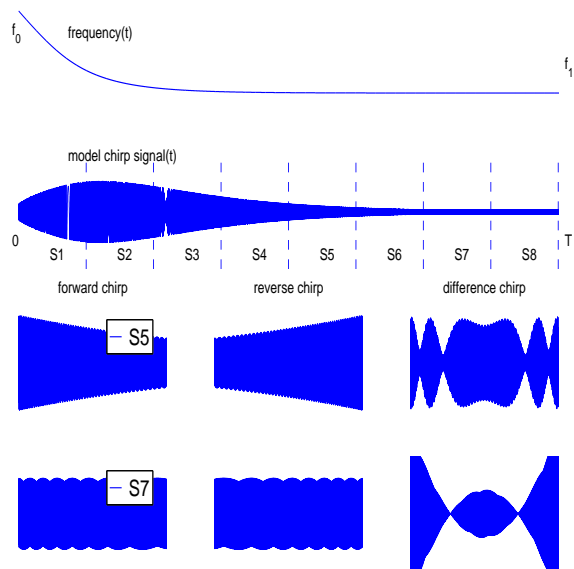 f0
frequency(t)
f1
model chirp signal(t)
0
T
S1 S2 S3 S4 S5 S6 S7 S8
forward chirp reverse chirp difference chirp
S5
S7